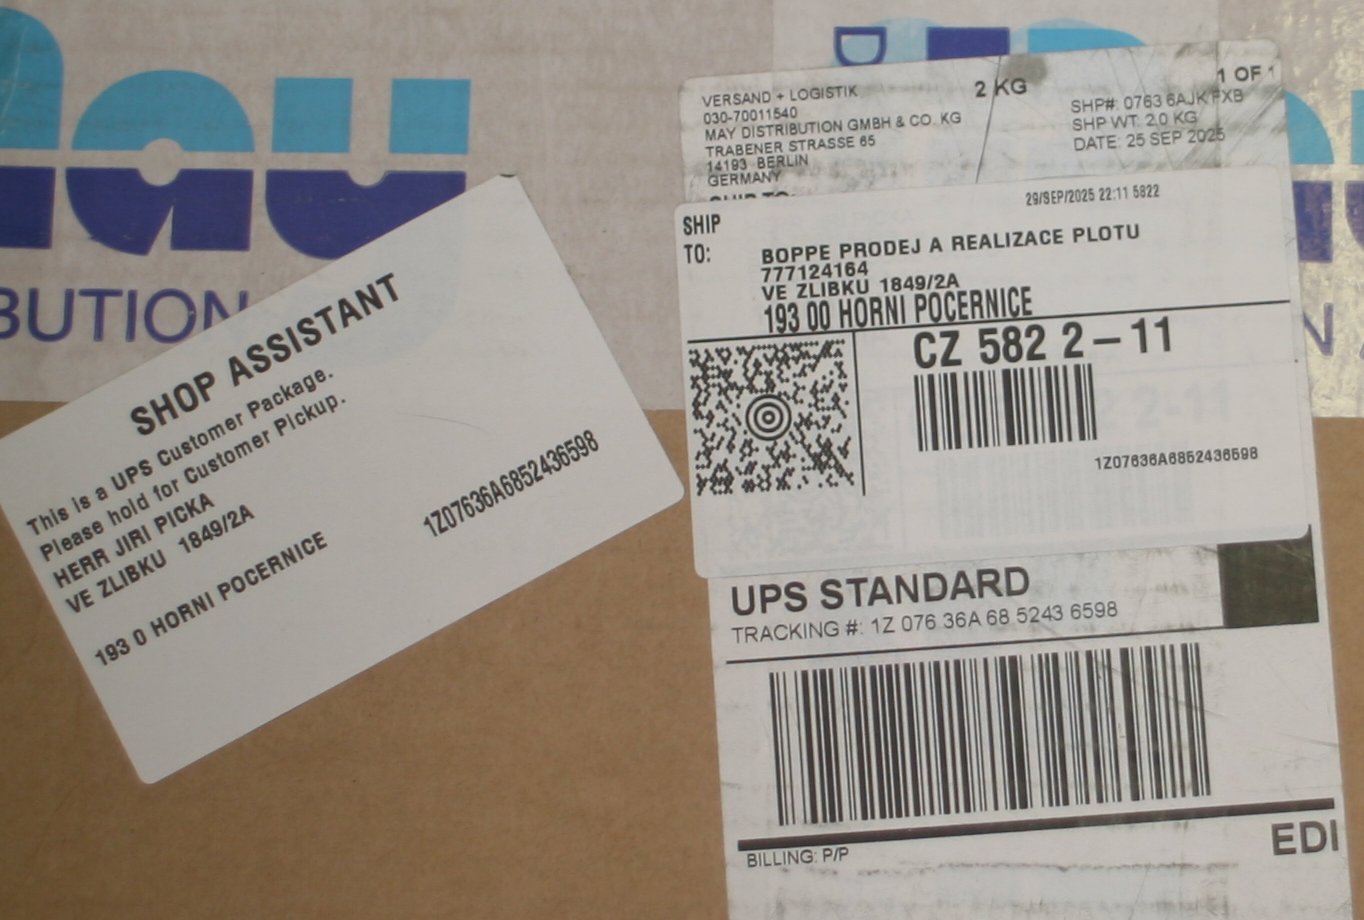 lay
BUTION
SHOP ASSISTANT
This is a UPS Customer Package.
Please hold for Customer Pickup.
HERR JIRI PICKA
VE ZLIBKU 1849/2A
193 0 HORNI POCERNICE
1Z07636A6852436598
VERSAND + LOGISTIK
030-70011540
MAY DISTRIBUTION GMBH & CO. KG
TRABENER STRASSE 65
14193 BERLIN
GERMANY
2 KG
1 OF 1
SHP#: 0763 6AJK PXB
SHP WT: 2.0 KG
DATE: 25 SEP 2025
SHIP TO:
29/SEP/2025 22:11 5822
SHIP
TO:
BOPPE PRODEJ A REALIZACE PLOTU
777124164
VE ZLIBKU 1849/2A
193 00 HORNI POCERNICE
CZ 582 2-11
1Z07636A6852436598
UPS STANDARD
TRACKING #: 1Z 076 36A 68 5243 6598
BILLING: P/P
EDI